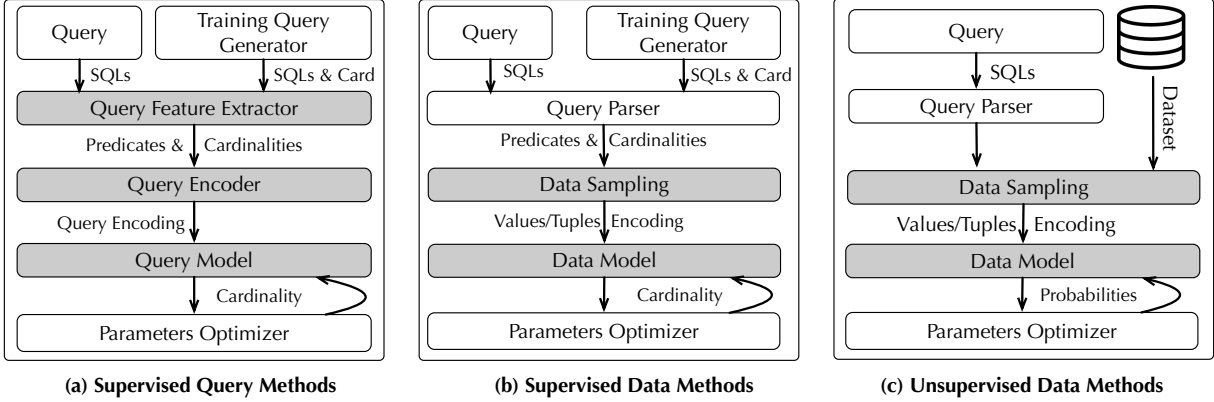 Query
Training Query
Generator
SQLs
SQLs & Card
Query Feature Extractor
Predicates & Cardinalities
Query Encoder
Query Encoding
Query Model
Cardinality
Parameters Optimizer
(a) Supervised Query Methods
Query
Training Query
Generator
SQLs
SQLs & Card
Query Parser
Predicates & Cardinalities
Data Sampling
Values/Tuples Encoding
Data Model
Cardinality
Parameters Optimizer
(b) Supervised Data Methods
Query
SQLs
Query Parser
Dataset
Data Sampling
Values/Tuples Encoding
Data Model
Probabilities
Parameters Optimizer
(c) Unsupervised Data Methods